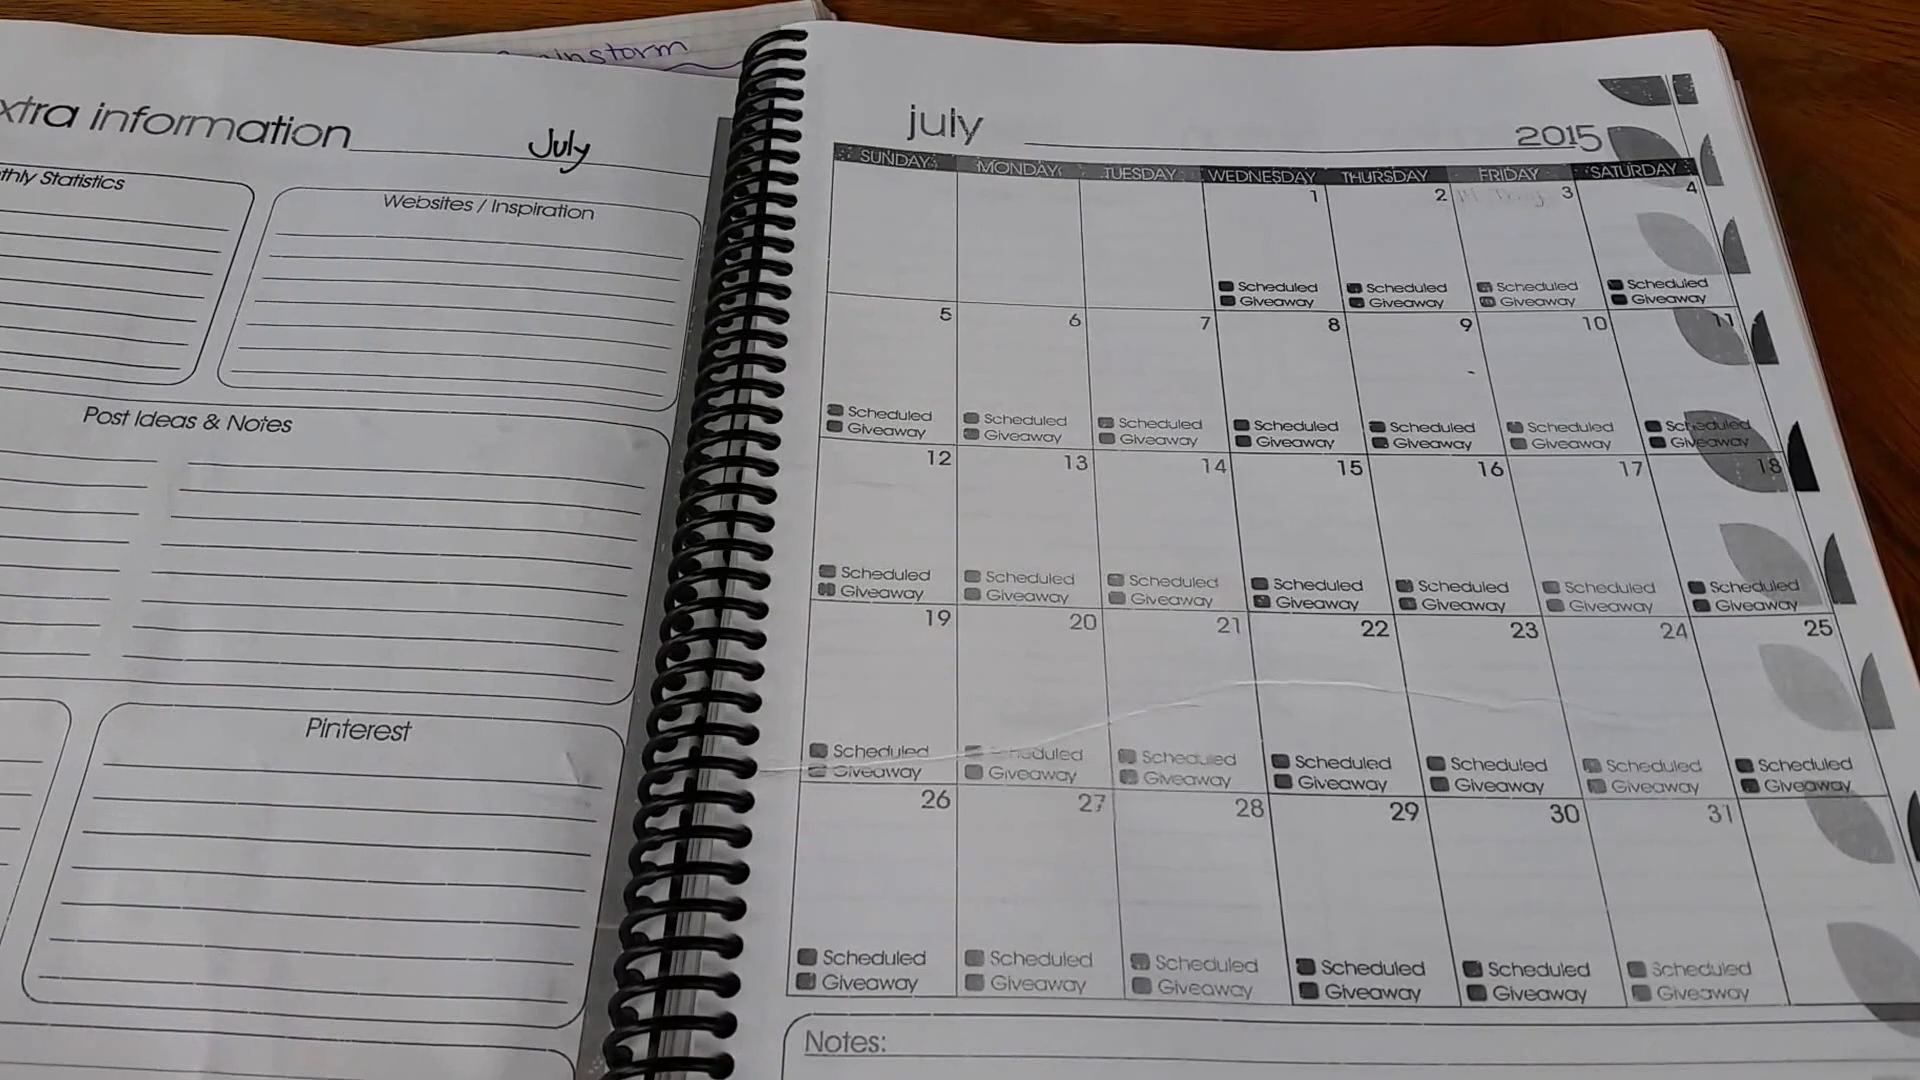 instorm
xtra information July
thly Statistics
Websites / Inspiration
Post Ideas & Notes
Pinterest
july 2015
SUNDAY MONDAY TUESDAY WEDNESDAY THURSDAY FRIDAY SATURDAY
1 2 3 4
Scheduled Scheduled Scheduled Scheduled
Giveaway Giveaway Giveaway Giveaway
5 6 7 8 9 10 11
Scheduled Scheduled Scheduled Scheduled Scheduled Scheduled Scheduled
Giveaway Giveaway Giveaway Giveaway Giveaway Giveaway Giveaway
12 13 14 15 16 17 18
Scheduled Scheduled Scheduled Scheduled Scheduled Scheduled Scheduled
Giveaway Giveaway Giveaway Giveaway Giveaway Giveaway Giveaway
19 20 21 22 23 24 25
Scheduled Scheduled Scheduled Scheduled Scheduled Scheduled Scheduled
Giveaway Giveaway Giveaway Giveaway Giveaway Giveaway Giveaway
26 27 28 29 30 31
Scheduled Scheduled Scheduled Scheduled Scheduled Scheduled
Giveaway Giveaway Giveaway Giveaway Giveaway Giveaway
Notes: